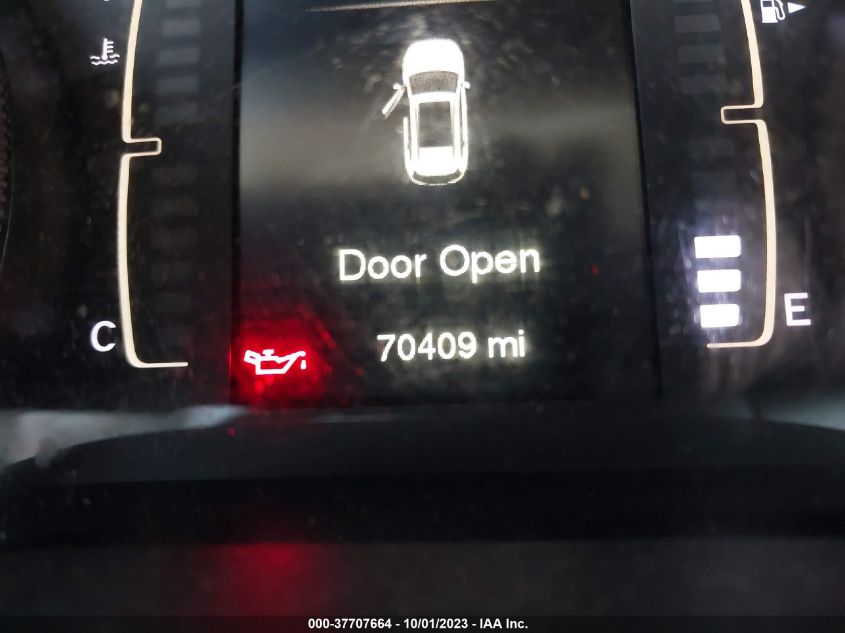 Door Open
70409 mi
C
E
000-37707664 - 10/01/2023 - IAA Inc.